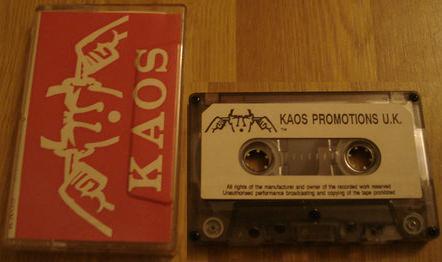 KAOS
KAOS PROMOTIONS U.K.
TM
All rights of the manufacturer and owner of the recorded work reserved
Unauthorised performance broadcasting and copying of the tape prohibited